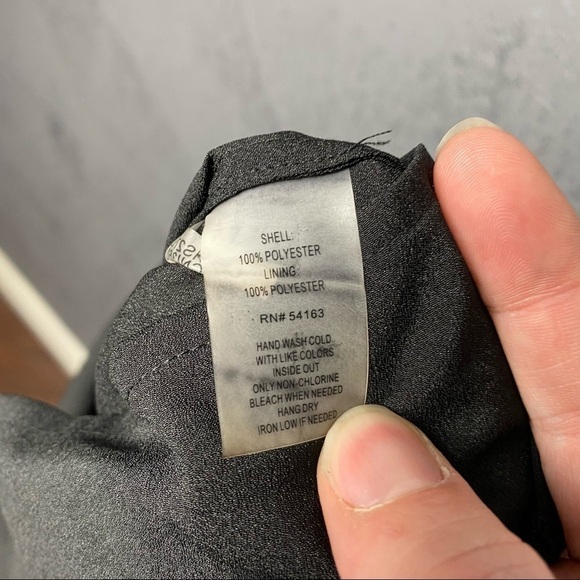 SHELL:
100% POLYESTER
LINING:
100% POLYESTER
RN# 54163
HAND WASH COLD
WITH LIKE COLORS
INSIDE OUT
ONLY NON-CHLORINE
BLEACH WHEN NEEDED
HANG DRY
IRON LOW IF NEEDED